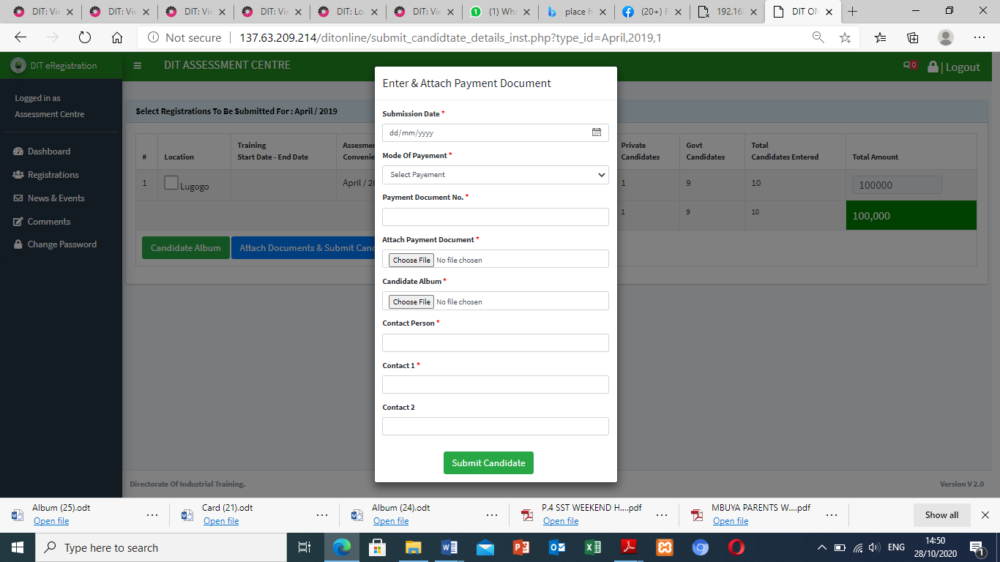 DIT: Vie
DIT: Vie
DIT: Vie
DIT: Vie
DIT: Lo
DIT: Vie
(1) Wha
place h
(20+) F
192.16
DIT ON
Not secure | 137.63.209.214/ditonline/submit_candidtate_details_inst.php?type_id=April,2019,1
DIT eRegistration
DIT ASSESSMENT CENTRE
0 | Logout
Logged in as
Assessment Centre
Dashboard
Registrations
News & Events
Comments
Change Password
Select Registrations To Be Submitted For : April / 2019
# Location Training Start Date - End Date Assesmen Convenie Private Candidates Govt Candidates Total Candidates Entered Total Amount
1 Lugogo April / 20 1 9 10 100000
1 9 10 100,000
Candidate Album Attach Documents & Submit Canc
Enter & Attach Payment Document
Submission Date *
dd/mm/yyyy
Mode Of Payement *
Select Payement
Payment Document No. *
Attach Payment Document *
Choose File No file chosen
Candidate Album *
Choose File No file chosen
Contact Person *
Contact 1 *
Contact 2
Submit Candidate
Directorate Of Industrial Training.
Version V 2.0
Album (25).odt
Open file
Card (21).odt
Open file
Album (24).odt
Open file
P.4 SST WEEKEND H....pdf
Open file
MBUYA PARENTS W....pdf
Open file
Show all
Type here to search
ENG
14:50
28/10/2020
1